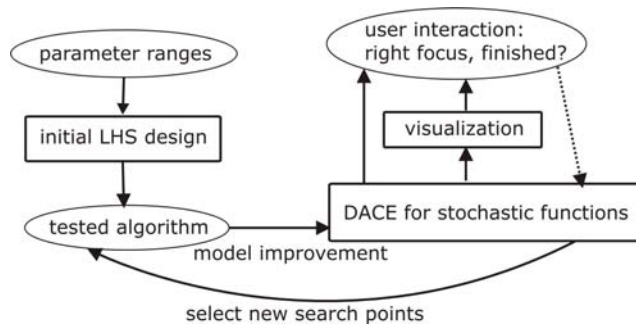 parameter ranges
initial LHS design
tested algorithm
model improvement
select new search points
user interaction:
right focus, finished?
visualization
DACE for stochastic functions